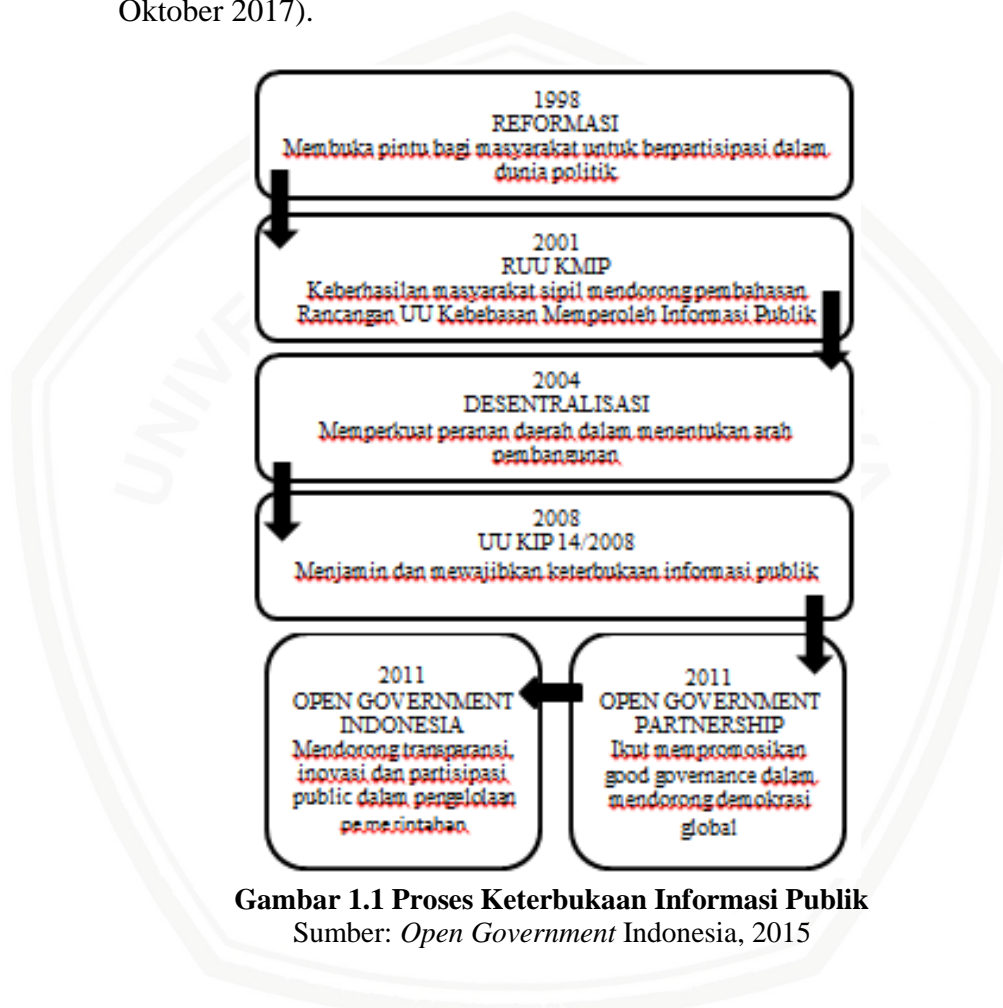 Oktober 2017).
1998
REFORMASI
Membuka pintu bagi masyarakat untuk berpartisipasi dalam
dunia politik
2001
RUU KMIP
Keberhasilan masyarakat sipil mendorong pembahasan
Rancangan UU Kebebasan Memperoleh Informasi Publik
2004
DESENTRALISASI
Memperkuat peranan daerah dalam menentukan arah
pembangunan
2008
UU KIP 14/2008
Menjamin dan mewajibkan keterbukaan informasi publik
2011
OPEN GOVERNMENT
INDONESIA
Mendorong transparansi,
inovasi dan partisipasi
public dalam pengelolaan
pemerintahan
2011
OPEN GOVERNMENT
PARTNERSHIP
Ikut mempromosikan
good governance dalam
mendorong demokrasi
global
Gambar 1.1 Proses Keterbukaan Informasi Publik
Sumber: Open Government Indonesia, 2015